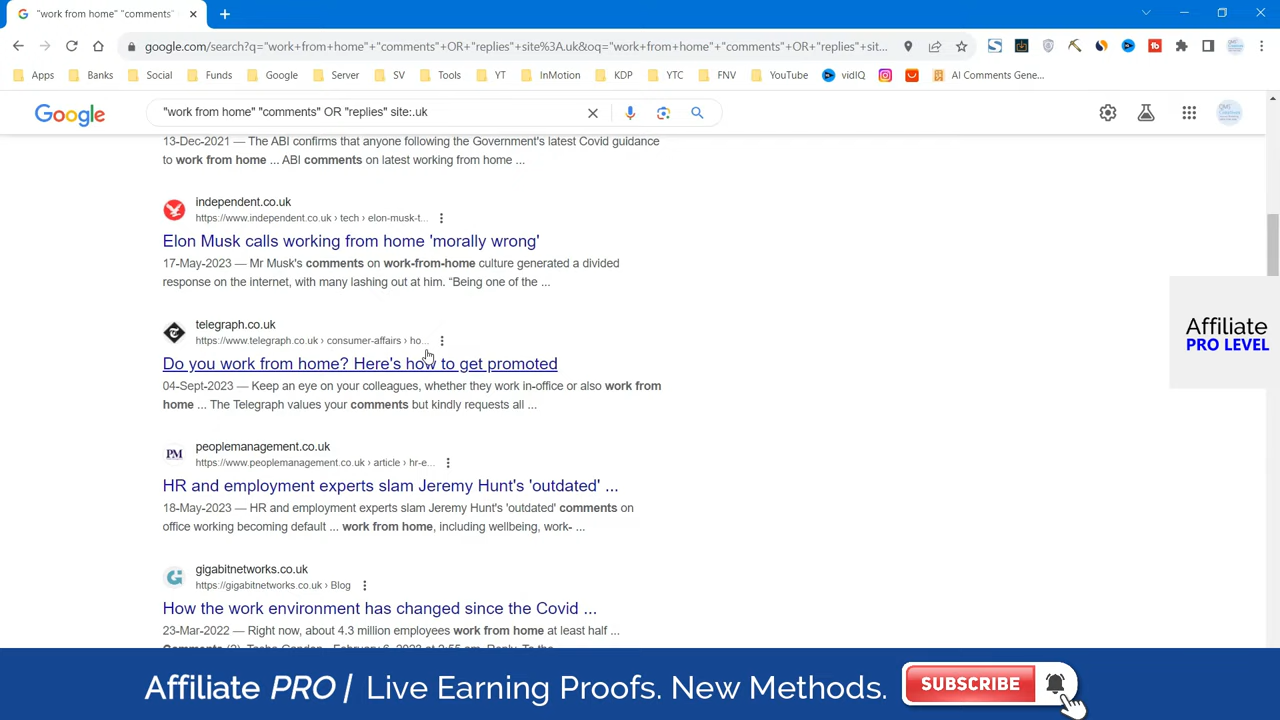 "work from home" "comments"
google.com/search?q="work+from+home"+"comments"+OR+"replies"+site%3A.uk&oq="work+from+home"+"comments"+OR+"replies"+sit...
Apps Banks Social Funds Google Server SV Tools YT InMotion KDP YTC FNV YouTube vidIQ AI Comments Gene...
Google
"work from home" "comments" OR "replies" site:.uk
13-Dec-2021 — The ABI confirms that anyone following the Government's latest Covid guidance
to work from home ... ABI comments on latest working from home ...
independent.co.uk
https://www.independent.co.uk › tech › elon-musk-t...
Elon Musk calls working from home 'morally wrong'
17-May-2023 — Mr Musk's comments on work-from-home culture generated a divided
response on the internet, with many lashing out at him. “Being one of the ...
telegraph.co.uk
https://www.telegraph.co.uk › consumer-affairs › ho...
Do you work from home? Here's how to get promoted
04-Sept-2023 — Keep an eye on your colleagues, whether they work in-office or also work from
home ... The Telegraph values your comments but kindly requests all ...
PM
peoplemanagement.co.uk
https://www.peoplemanagement.co.uk › article › hr-e...
HR and employment experts slam Jeremy Hunt's 'outdated' ...
18-May-2023 — HR and employment experts slam Jeremy Hunt's 'outdated' comments on
office working becoming default ... work from home, including wellbeing, work- ...
gigabitnetworks.co.uk
https://gigabitnetworks.co.uk › Blog
How the work environment has changed since the Covid ...
23-Mar-2022 — Right now, about 4.3 million employees work from home at least half ...
Affiliate
PRO LEVEL
Affiliate PRO | Live Earning Proofs. New Methods.
SUBSCRIBE